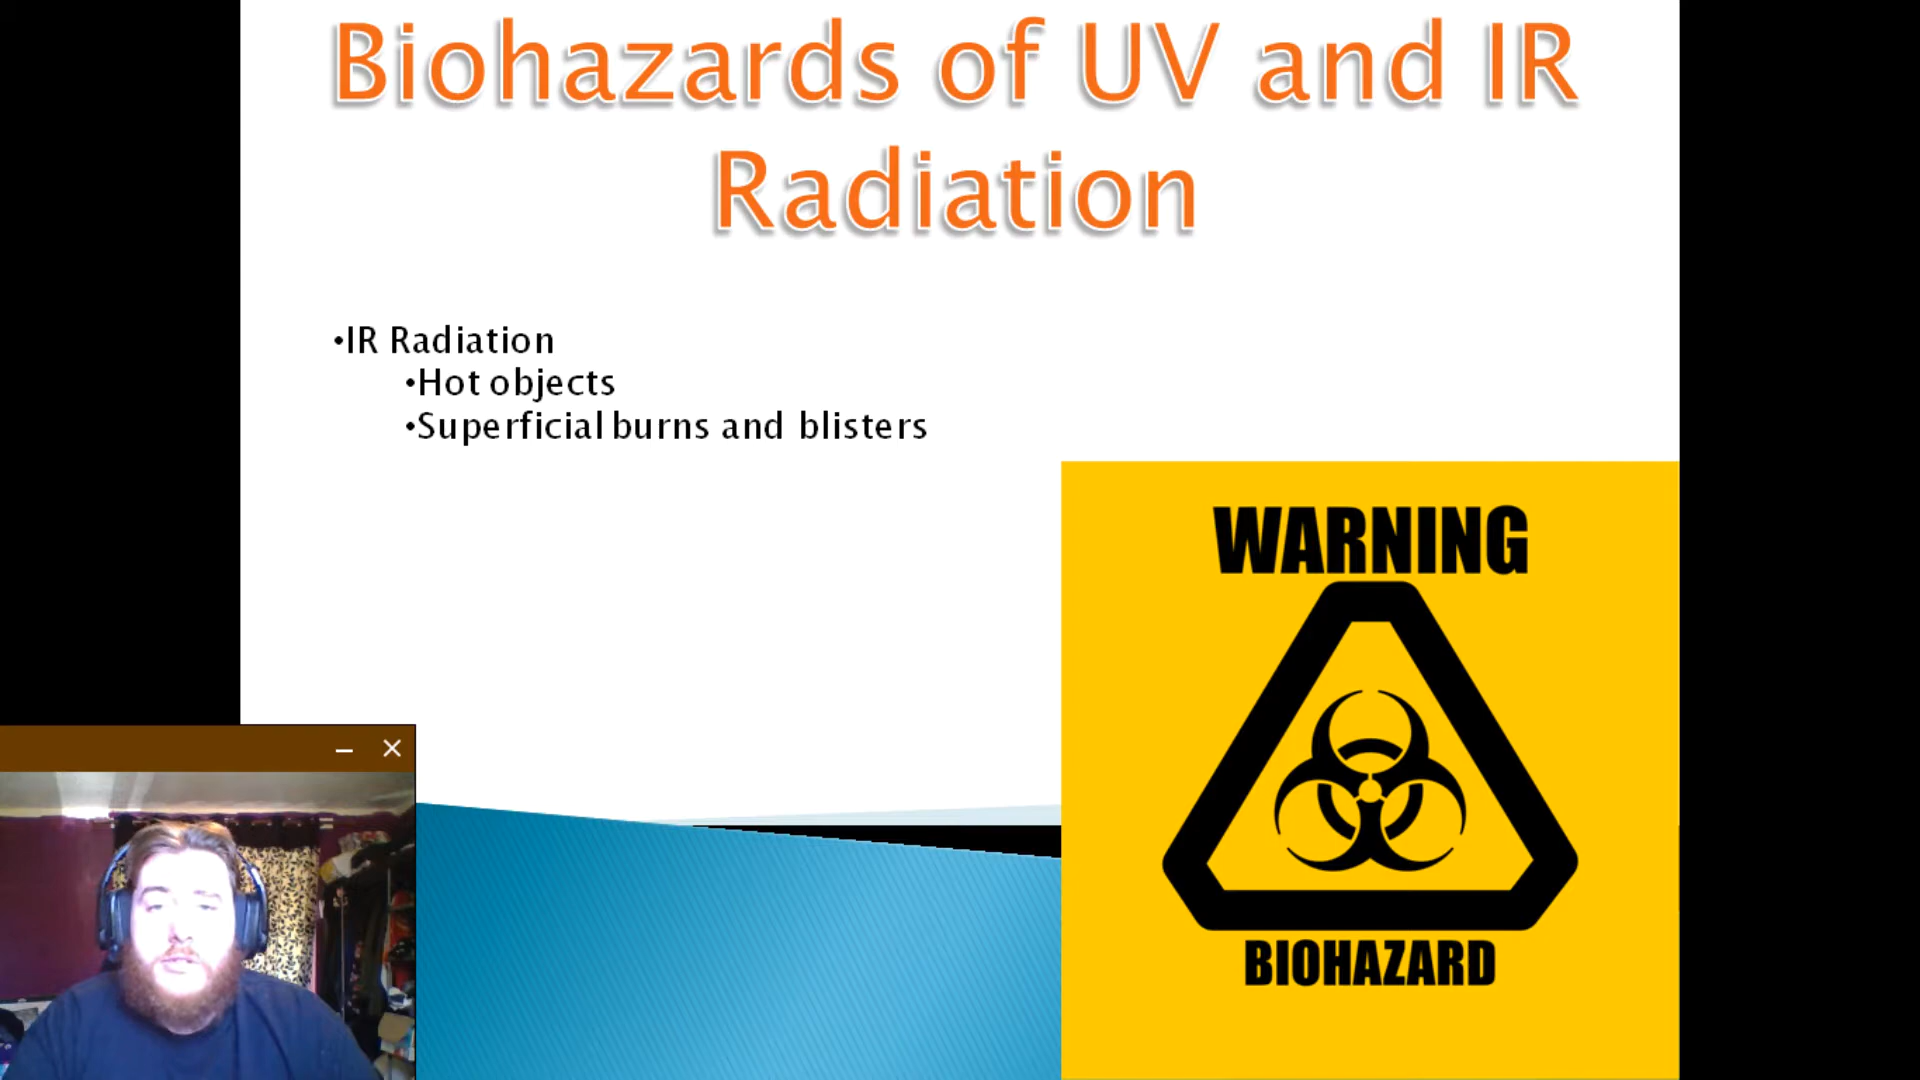 Biohazards of UV and IR
Radiation
•IR Radiation
•Hot objects
•Superficial burns and blisters
WARNING
BIOHAZARD